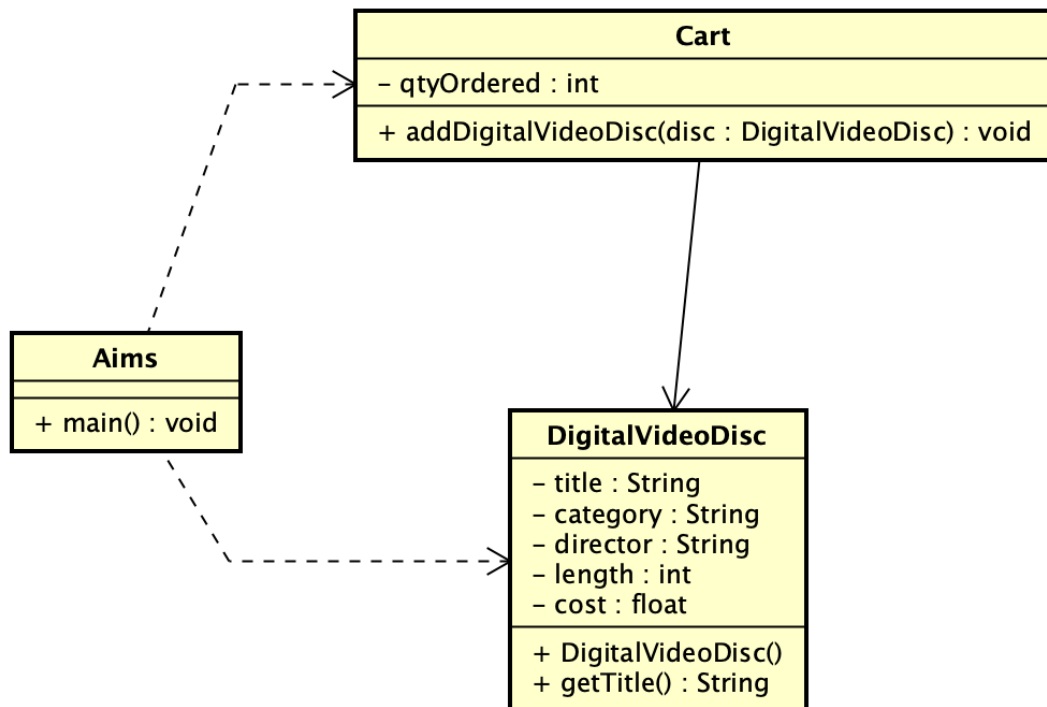 Cart
– qtyOrdered : int
+ addDigitalVideoDisc(disc : DigitalVideoDisc) : void
Aims
+ main() : void
DigitalVideoDisc
– title : String
– category : String
– director : String
– length : int
– cost : float
+ DigitalVideoDisc()
+ getTitle() : String